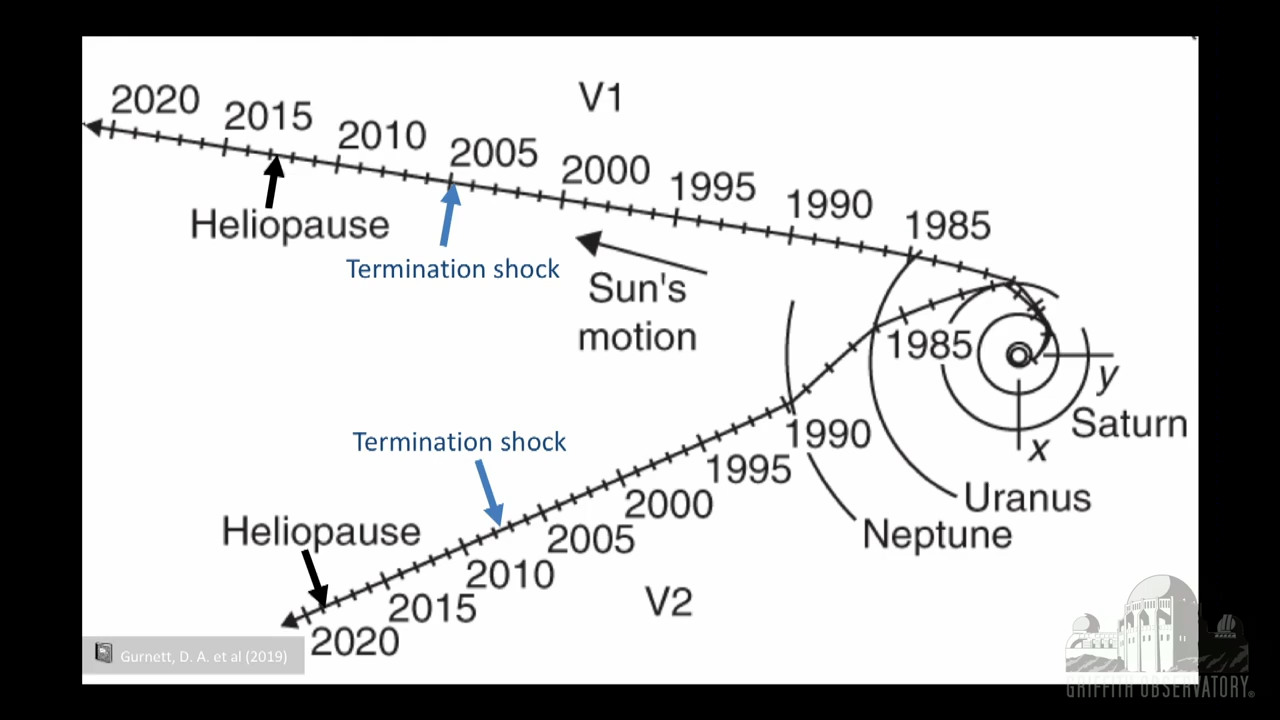 V1
2020
2015
2010
2005
2000
1995
1990
1985
Heliopause
Termination shock
Sun's
motion
1985
y
Saturn
x
Termination shock
1990
1995
2000
2005
2010
2015
2020
Uranus
Neptune
Heliopause
V2
Gurnett, D. A. et al (2019)
GRIFFITH OBSERVATORY®